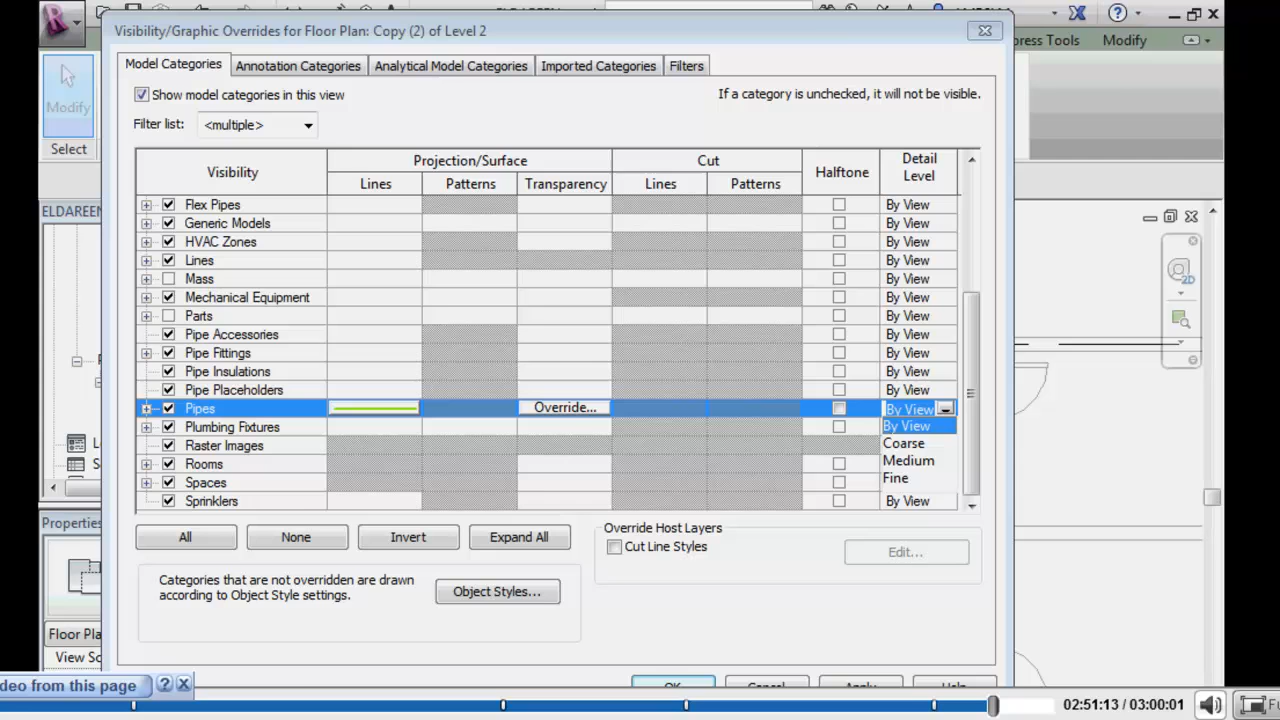 Visibility/Graphic Overrides for Floor Plan: Copy (2) of Level 2
press Tools
Modify
Model Categories
Annotation Categories
Analytical Model Categories
Imported Categories
Filters
Show model categories in this view
If a category is unchecked, it will not be visible.
Filter list:
<multiple>
Modify
Select
Visibility
Projection/Surface
Cut
Halftone
Detail Level
Lines
Patterns
Transparency
Lines
Patterns
Flex Pipes By View
Generic Models By View
HVAC Zones By View
Lines By View
Mass By View
Mechanical Equipment By View
Parts By View
Pipe Accessories By View
Pipe Fittings By View
Pipe Insulations By View
Pipe Placeholders By View
Pipes Override... By View
Plumbing Fixtures By View
Raster Images Coarse
Rooms Medium
Spaces Fine
Sprinklers By View
ELDAREEN
2D
All
None
Invert
Expand All
Override Host Layers
Cut Line Styles
Edit...
Categories that are not overridden are drawn
according to Object Style settings.
Object Styles...
Properties
Floor Pla
View Sc
OK
Cancel
Apply
Help
deo from this page
02:51:13 / 03:00:01